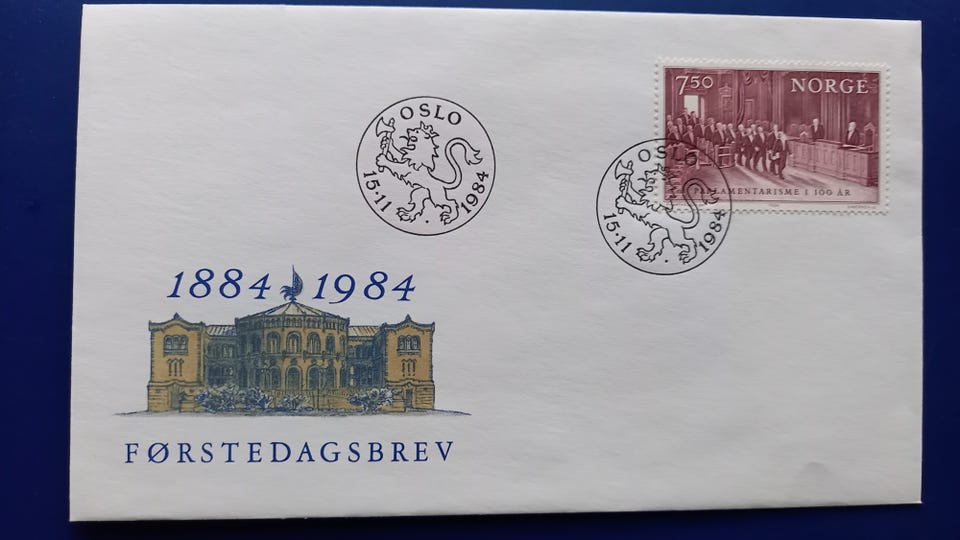 7.50 NORGE
PARLAMENTARISME I 100 ÅR
OSLO
15·11·1984
OSLO
15·11·1984
1884 1984
FØRSTEDAGSBREV